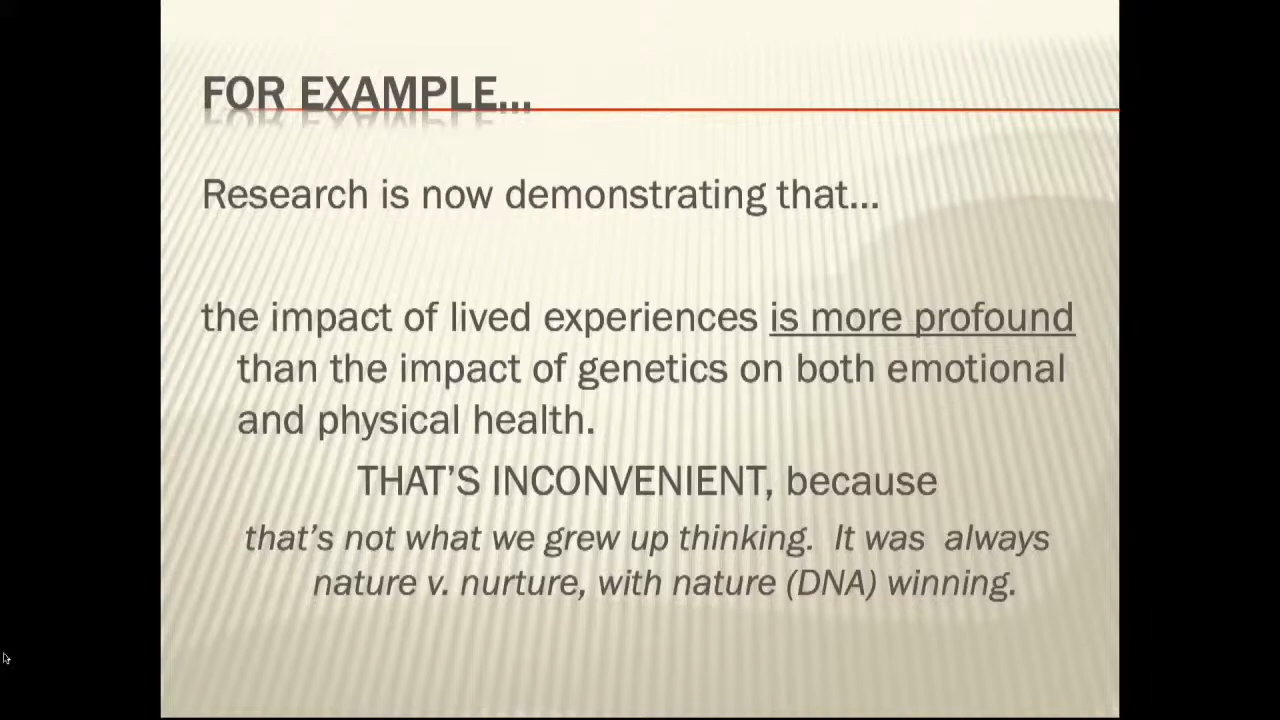 FOR EXAMPLE...
Research is now demonstrating that...
the impact of lived experiences is more profound
than the impact of genetics on both emotional
and physical health.
THAT'S INCONVENIENT, because
that's not what we grew up thinking.  It was  always
nature v. nurture, with nature (DNA) winning.